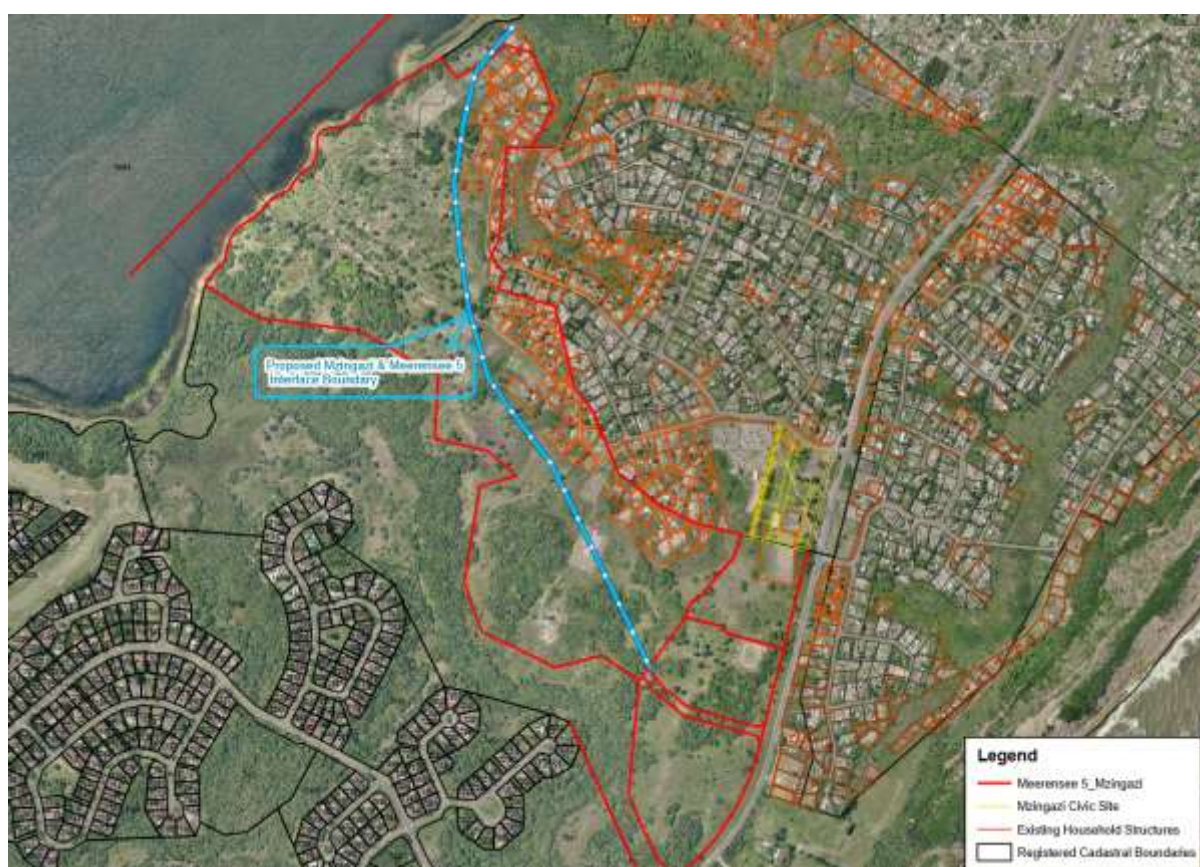 Proposed Mzingazi & Meerensee 5
Interface Boundary
Legend
Meerensee 5_Mzingazi
Mzingazi Civic Site
Existing Household Structures
Registered Cadastral Boundaries